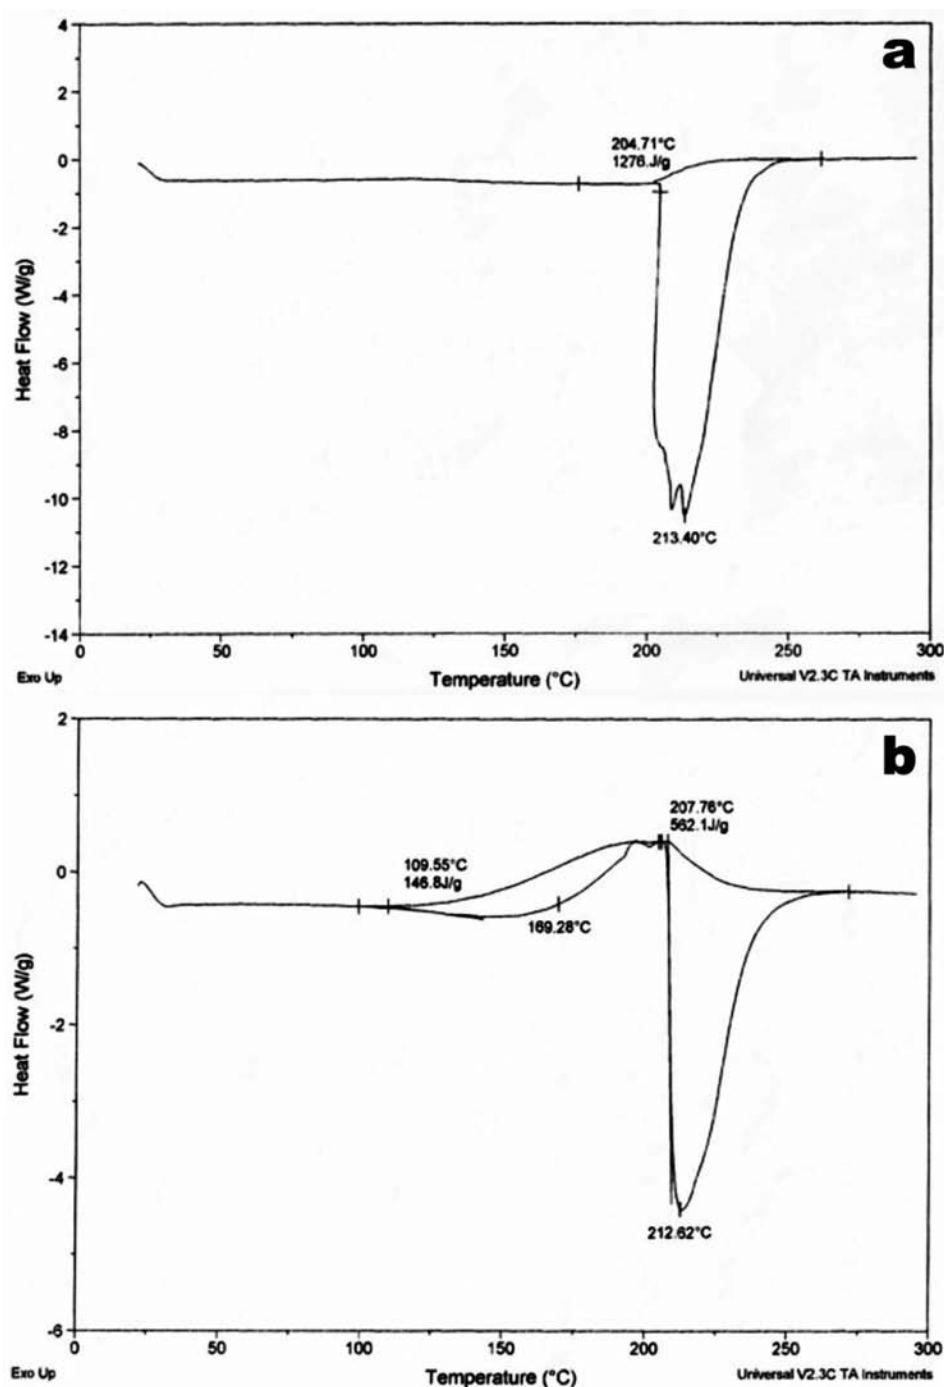 a
4
2
0
-2
-4
-6
-8
-10
-12
-14
Heat Flow (W/g)
204.71°C
1276.J/g
213.40°C
0 50 100 150 200 250 300
Exo Up
Temperature (°C)
Universal V2.3C TA Instruments
b
2
0
-2
-4
-6
Heat Flow (W/g)
207.76°C
562.1J/g
109.55°C
146.8J/g
169.28°C
212.62°C
0 50 100 150 200 250 300
Exo Up
Temperature (°C)
Universal V2.3C TA Instruments